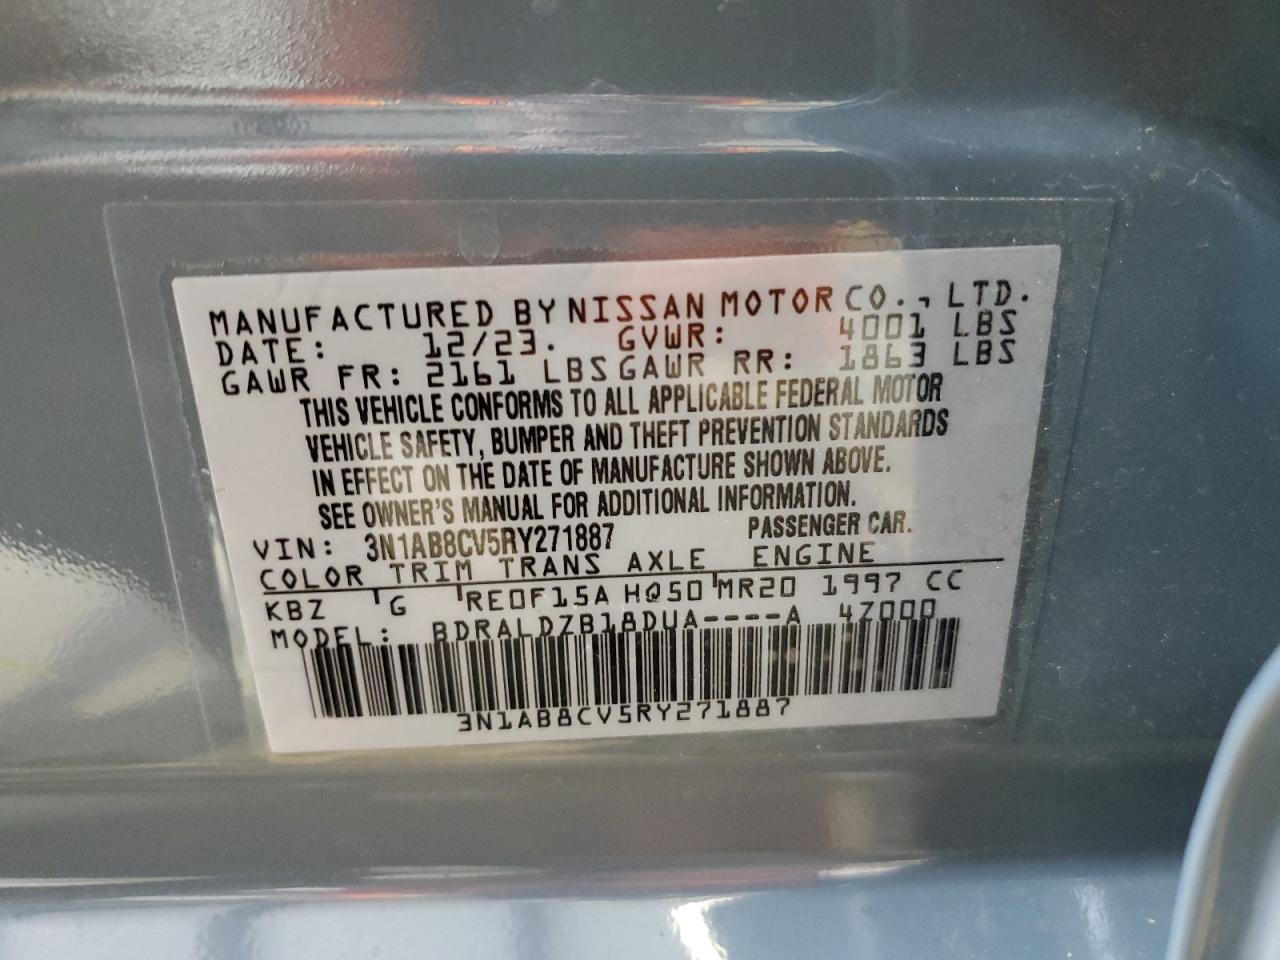 MANUFACTURED BY NISSAN MOTOR CO., LTD.
DATE: 12/23. GVWR: 4001 LBS
GAWR FR: 2161 LBS GAWR RR: 1863 LBS
THIS VEHICLE CONFORMS TO ALL APPLICABLE FEDERAL MOTOR
VEHICLE SAFETY, BUMPER AND THEFT PREVENTION STANDARDS
IN EFFECT ON THE DATE OF MANUFACTURE SHOWN ABOVE.
SEE OWNER'S MANUAL FOR ADDITIONAL INFORMATION.
VIN: 3N1AB8CV5RY271887 PASSENGER CAR.
COLOR TRIM TRANS AXLE ENGINE
KBZ G RE0F15A HQ50 MR20 1997 CC
MODEL: BDRALDZB18DUA----A 4Z000
3N1AB8CV5RY271887